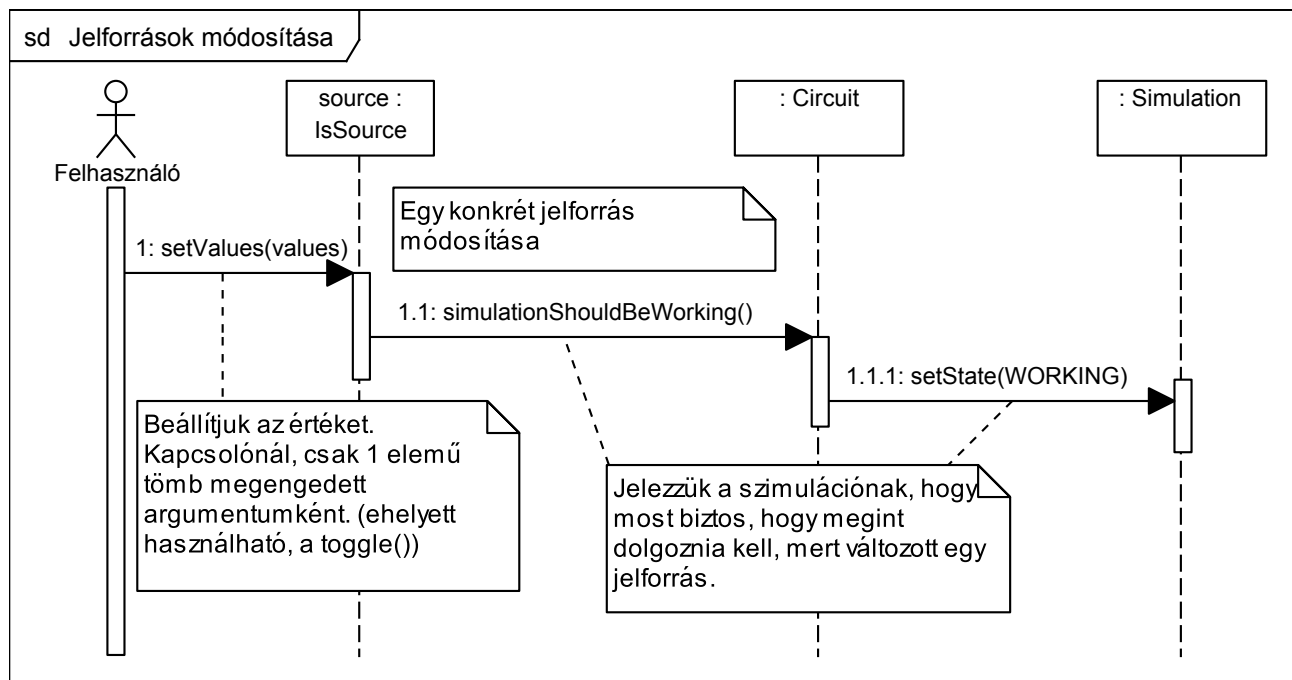 sd Jelforrások módosítása
source :
IsSource
: Circuit
: Simulation
Felhasználó
Egy konkrét jelforrás
módosítása
1: setValues(values)
1.1: simulationShouldBeWorking()
1.1.1: setState(WORKING)
Beállítjuk az értéket.
Kapcsolónál, csak 1 elemű
tömb megengedett
argumentumként. (ehelyett
használható, a toggle())
Jelezzük a szimulációnak, hogy
most biztos, hogy megint
dolgoznia kell, mert változott egy
jelforrás.